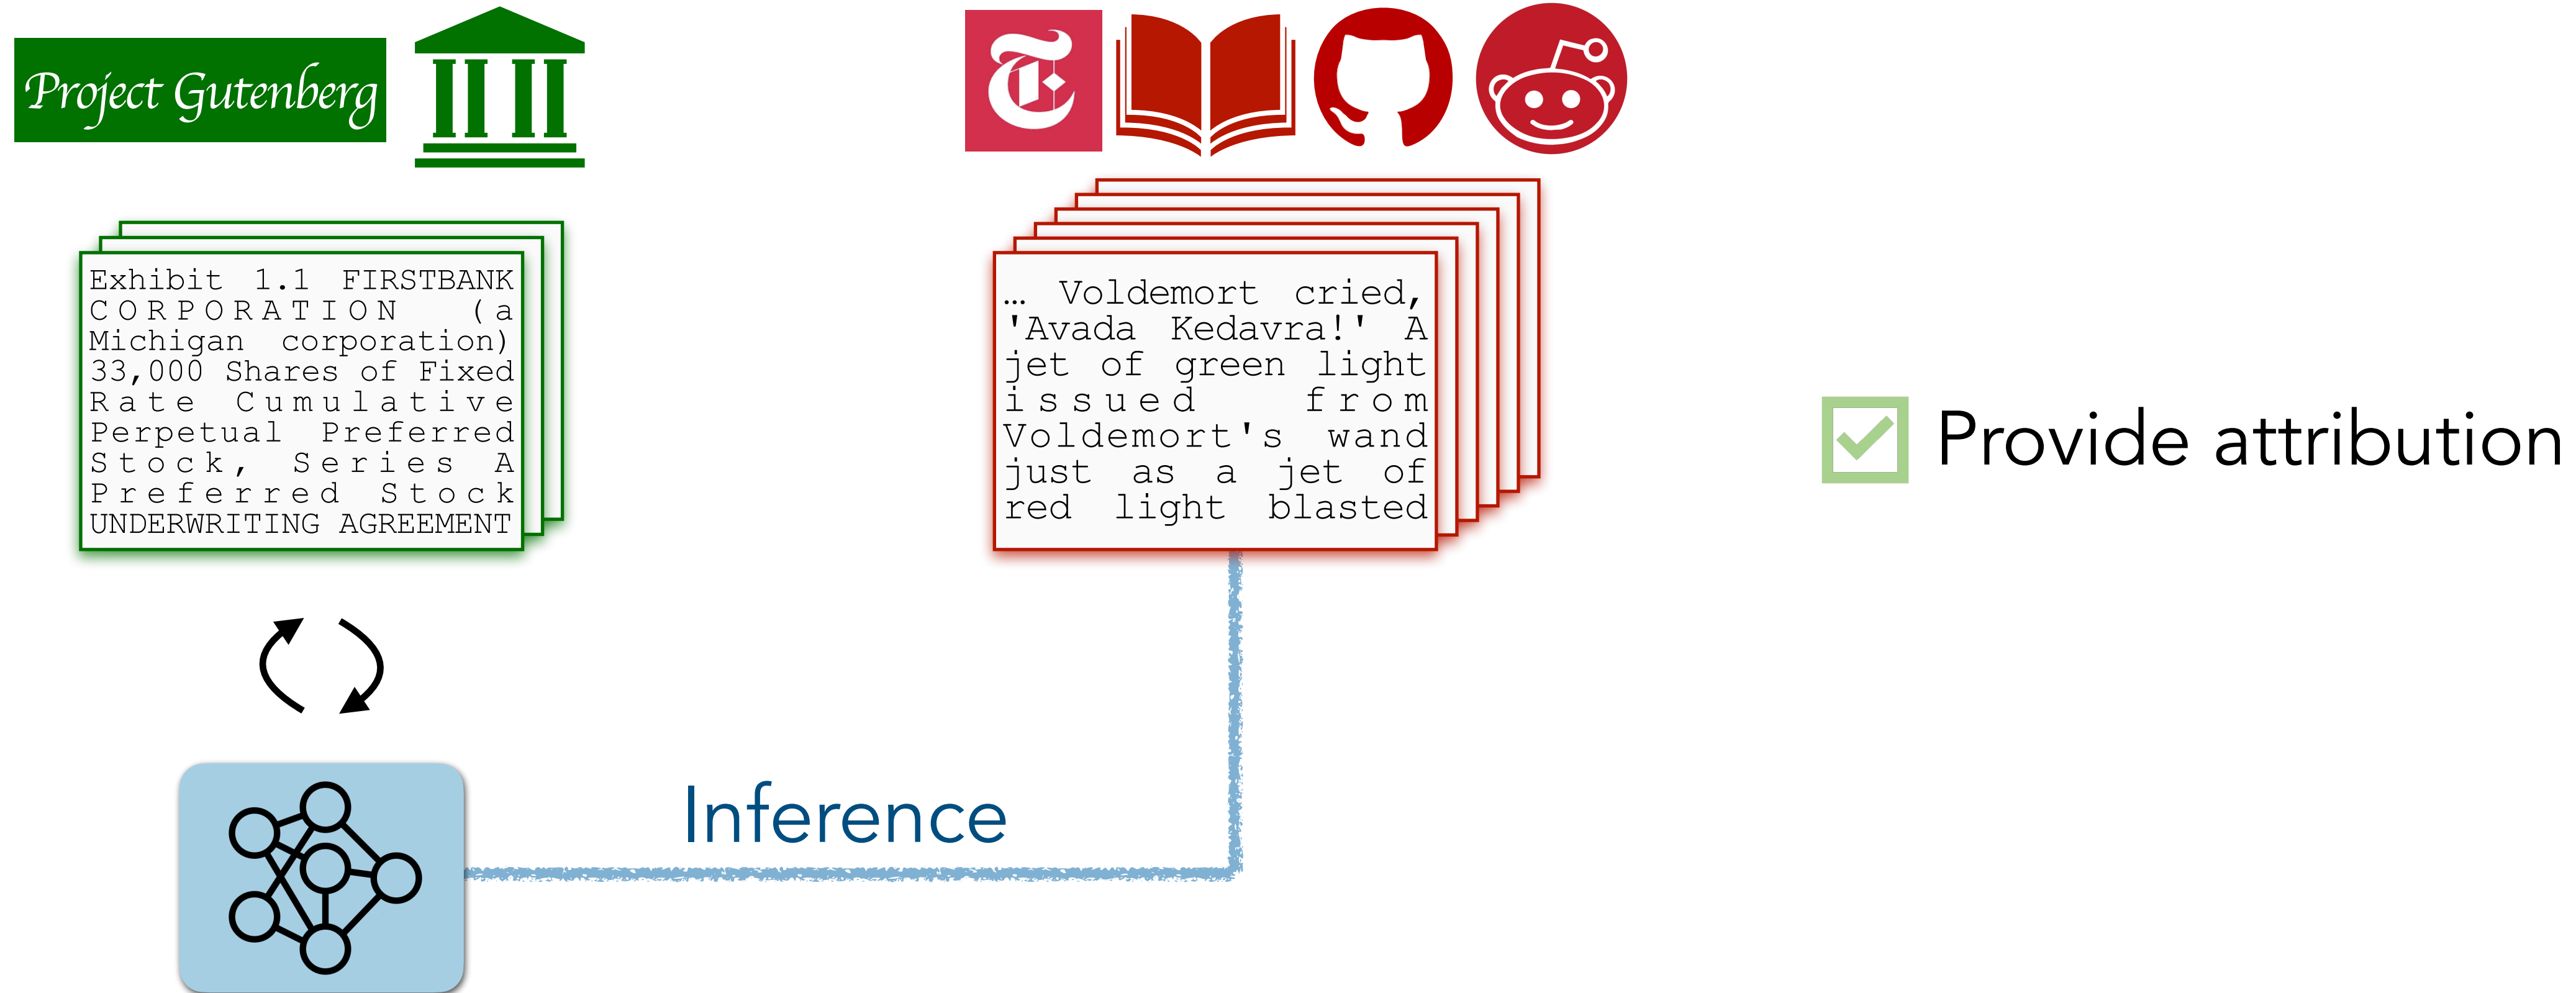 Project Gutenberg
Exhibit 1.1 FIRSTBANK
CORPORATION (a
Michigan corporation)
33,000 Shares of Fixed
Rate Cumulative
Perpetual Preferred
Stock, Series A
Preferred Stock
UNDERWRITING AGREEMENT
… Voldemort cried,
'Avada Kedavra!' A
jet of green light
issued from
Voldemort's wand
just as a jet of
red light blasted
Provide attribution
Inference